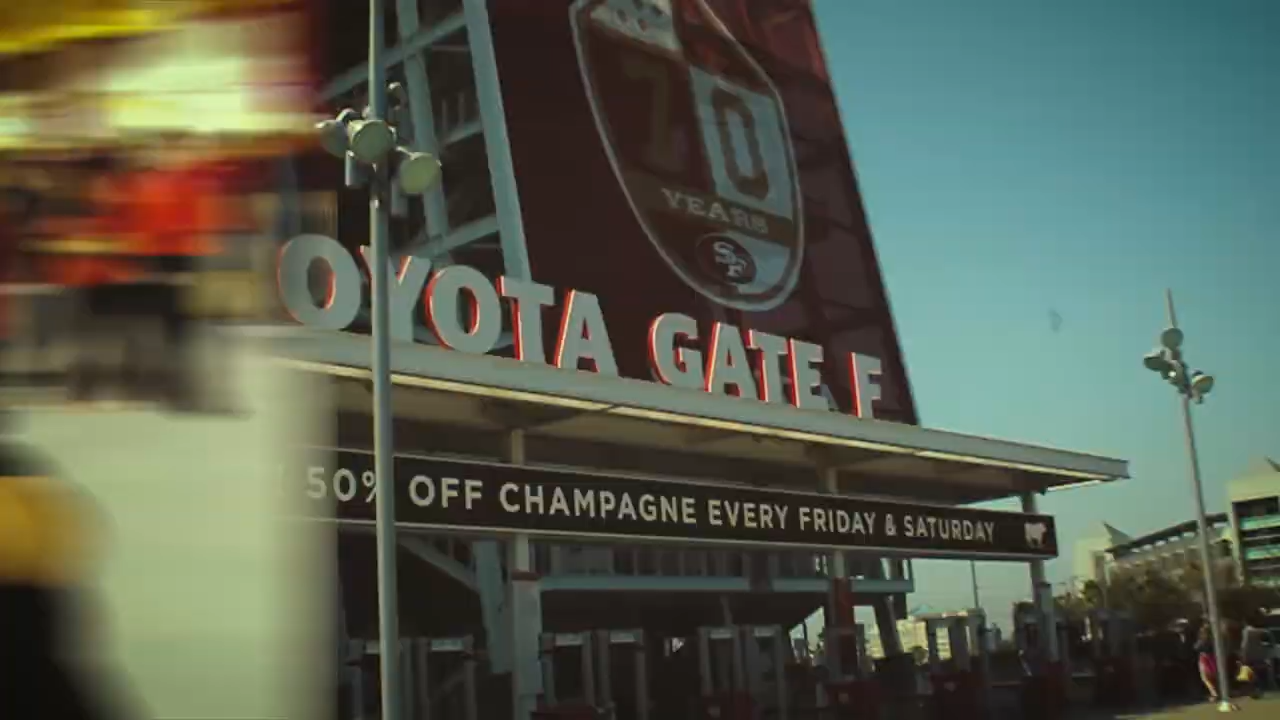 70
YEARS
SF
OYOTA GATE F
50% OFF CHAMPAGNE EVERY FRIDAY & SATURDAY